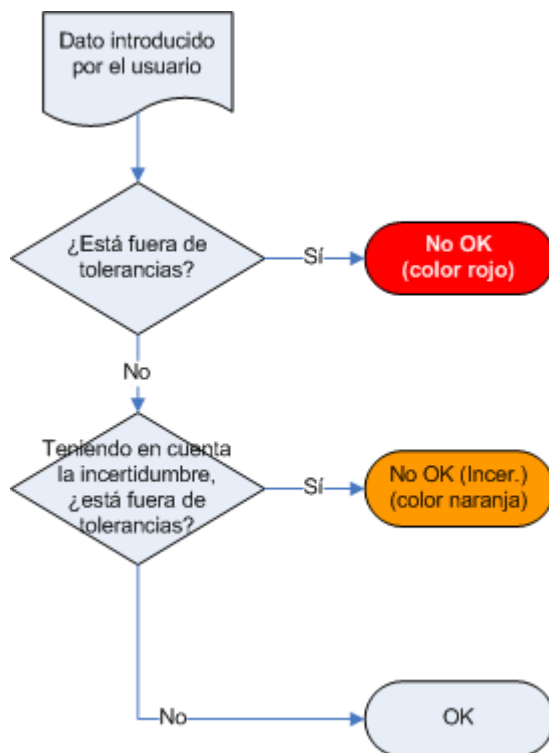 Dato introducido
por el usuario
¿Está fuera de
tolerancias?
Sí
No OK
(color rojo)
No
Teniendo en cuenta
la incertidumbre,
¿está fuera de
tolerancias?
Sí
No OK (Incer.)
(color naranja)
No
OK